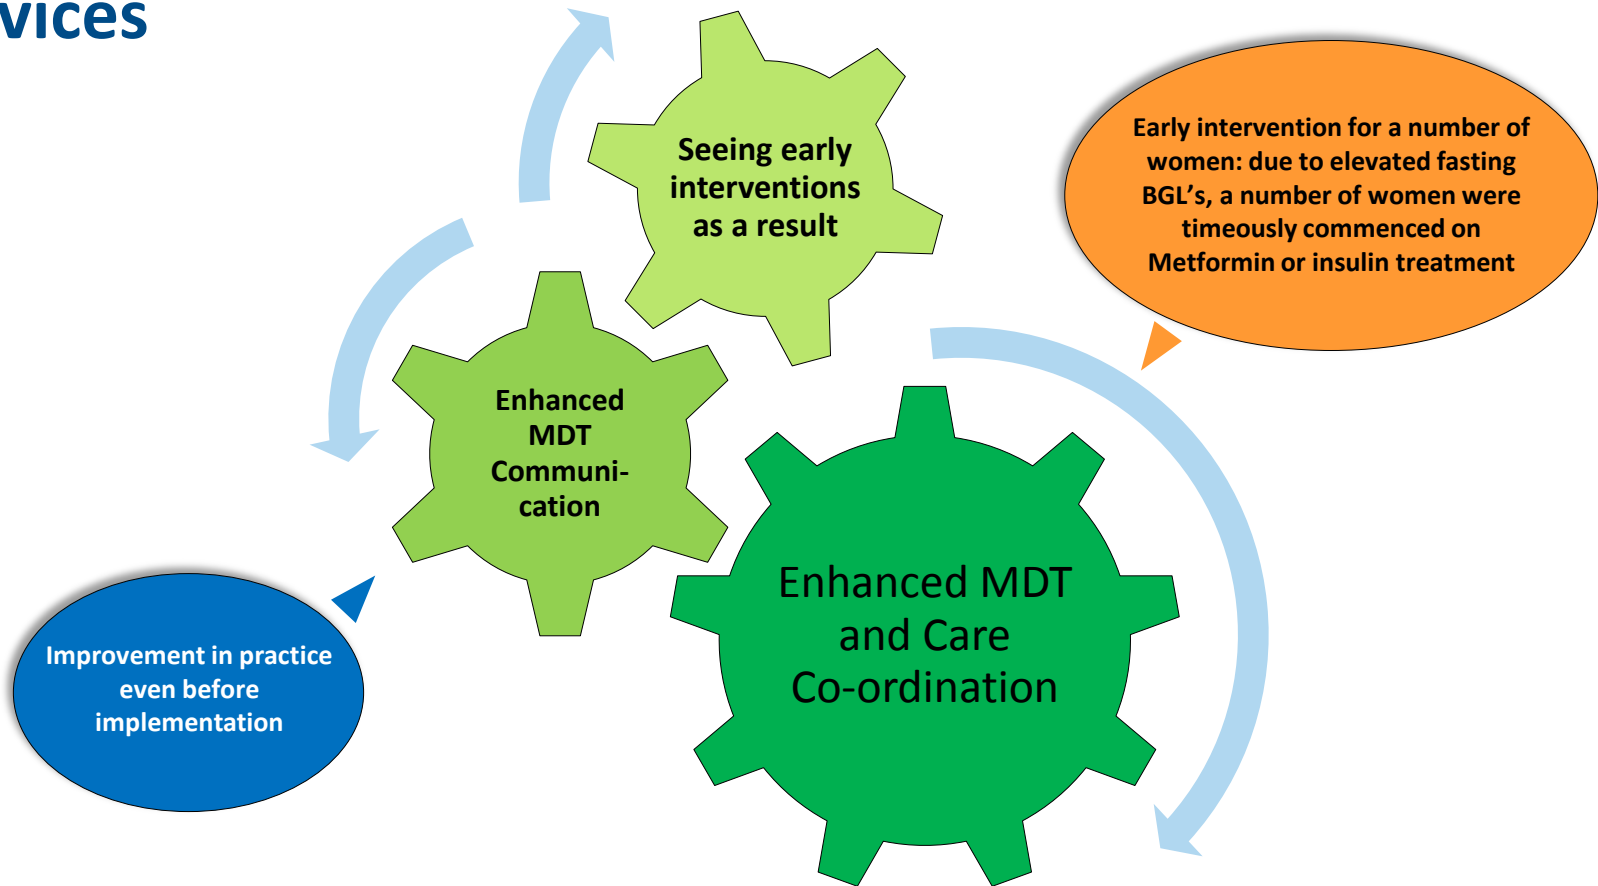 vices
Seeing early
interventions
as a result
Early intervention for a number of
women: due to elevated fasting
BGL's, a number of women were
timeously commenced on
Metformin or insulin treatment
Enhanced
MDT
Communi-
cation
Enhanced MDT
and Care
Co-ordination
Improvement in practice
even before
implementation